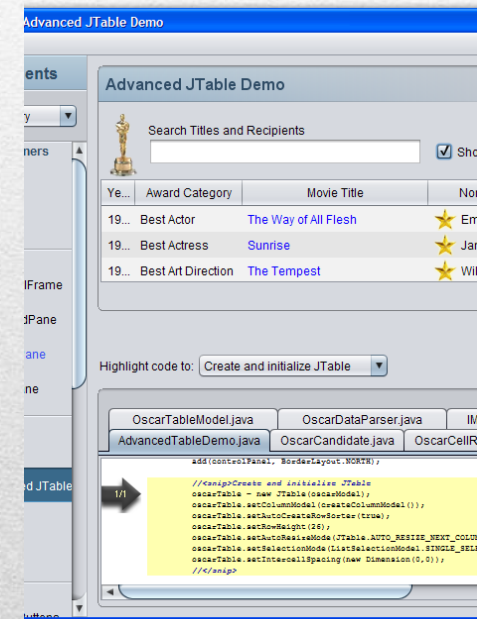 Advanced JTable Demo
ents
Advanced JTable Demo
y
Search Titles and Recipients
ners
Sho
Ye... Award Category Movie Title No
19... Best Actor The Way of All Flesh Em
19... Best Actress Sunrise Jan
19... Best Art Direction The Tempest Wil
lFrame
dPane
ane
ne
Highlight code to: Create and initialize JTable
OscarTableModel.java OscarDataParser.java IM
AdvancedTableDemo.java OscarCandidate.java OscarCellR
ed JTable
add(controlPanel, BorderLayout.NORTH);
1/1
//<snip>Create and initialize JTable
oscarTable = new JTable(oscarModel);
oscarTable.setColumnModel(createColumnModel());
oscarTable.setAutoCreateRowSorter(true);
oscarTable.setRowHeight(26);
oscarTable.setAutoResizeMode(JTable.AUTO_RESIZE_NEXT_COLUM
oscarTable.setSelectionMode(ListSelectionModel.SINGLE_SELE
oscarTable.setIntercellSpacing(new Dimension(0,0));
//</snip>